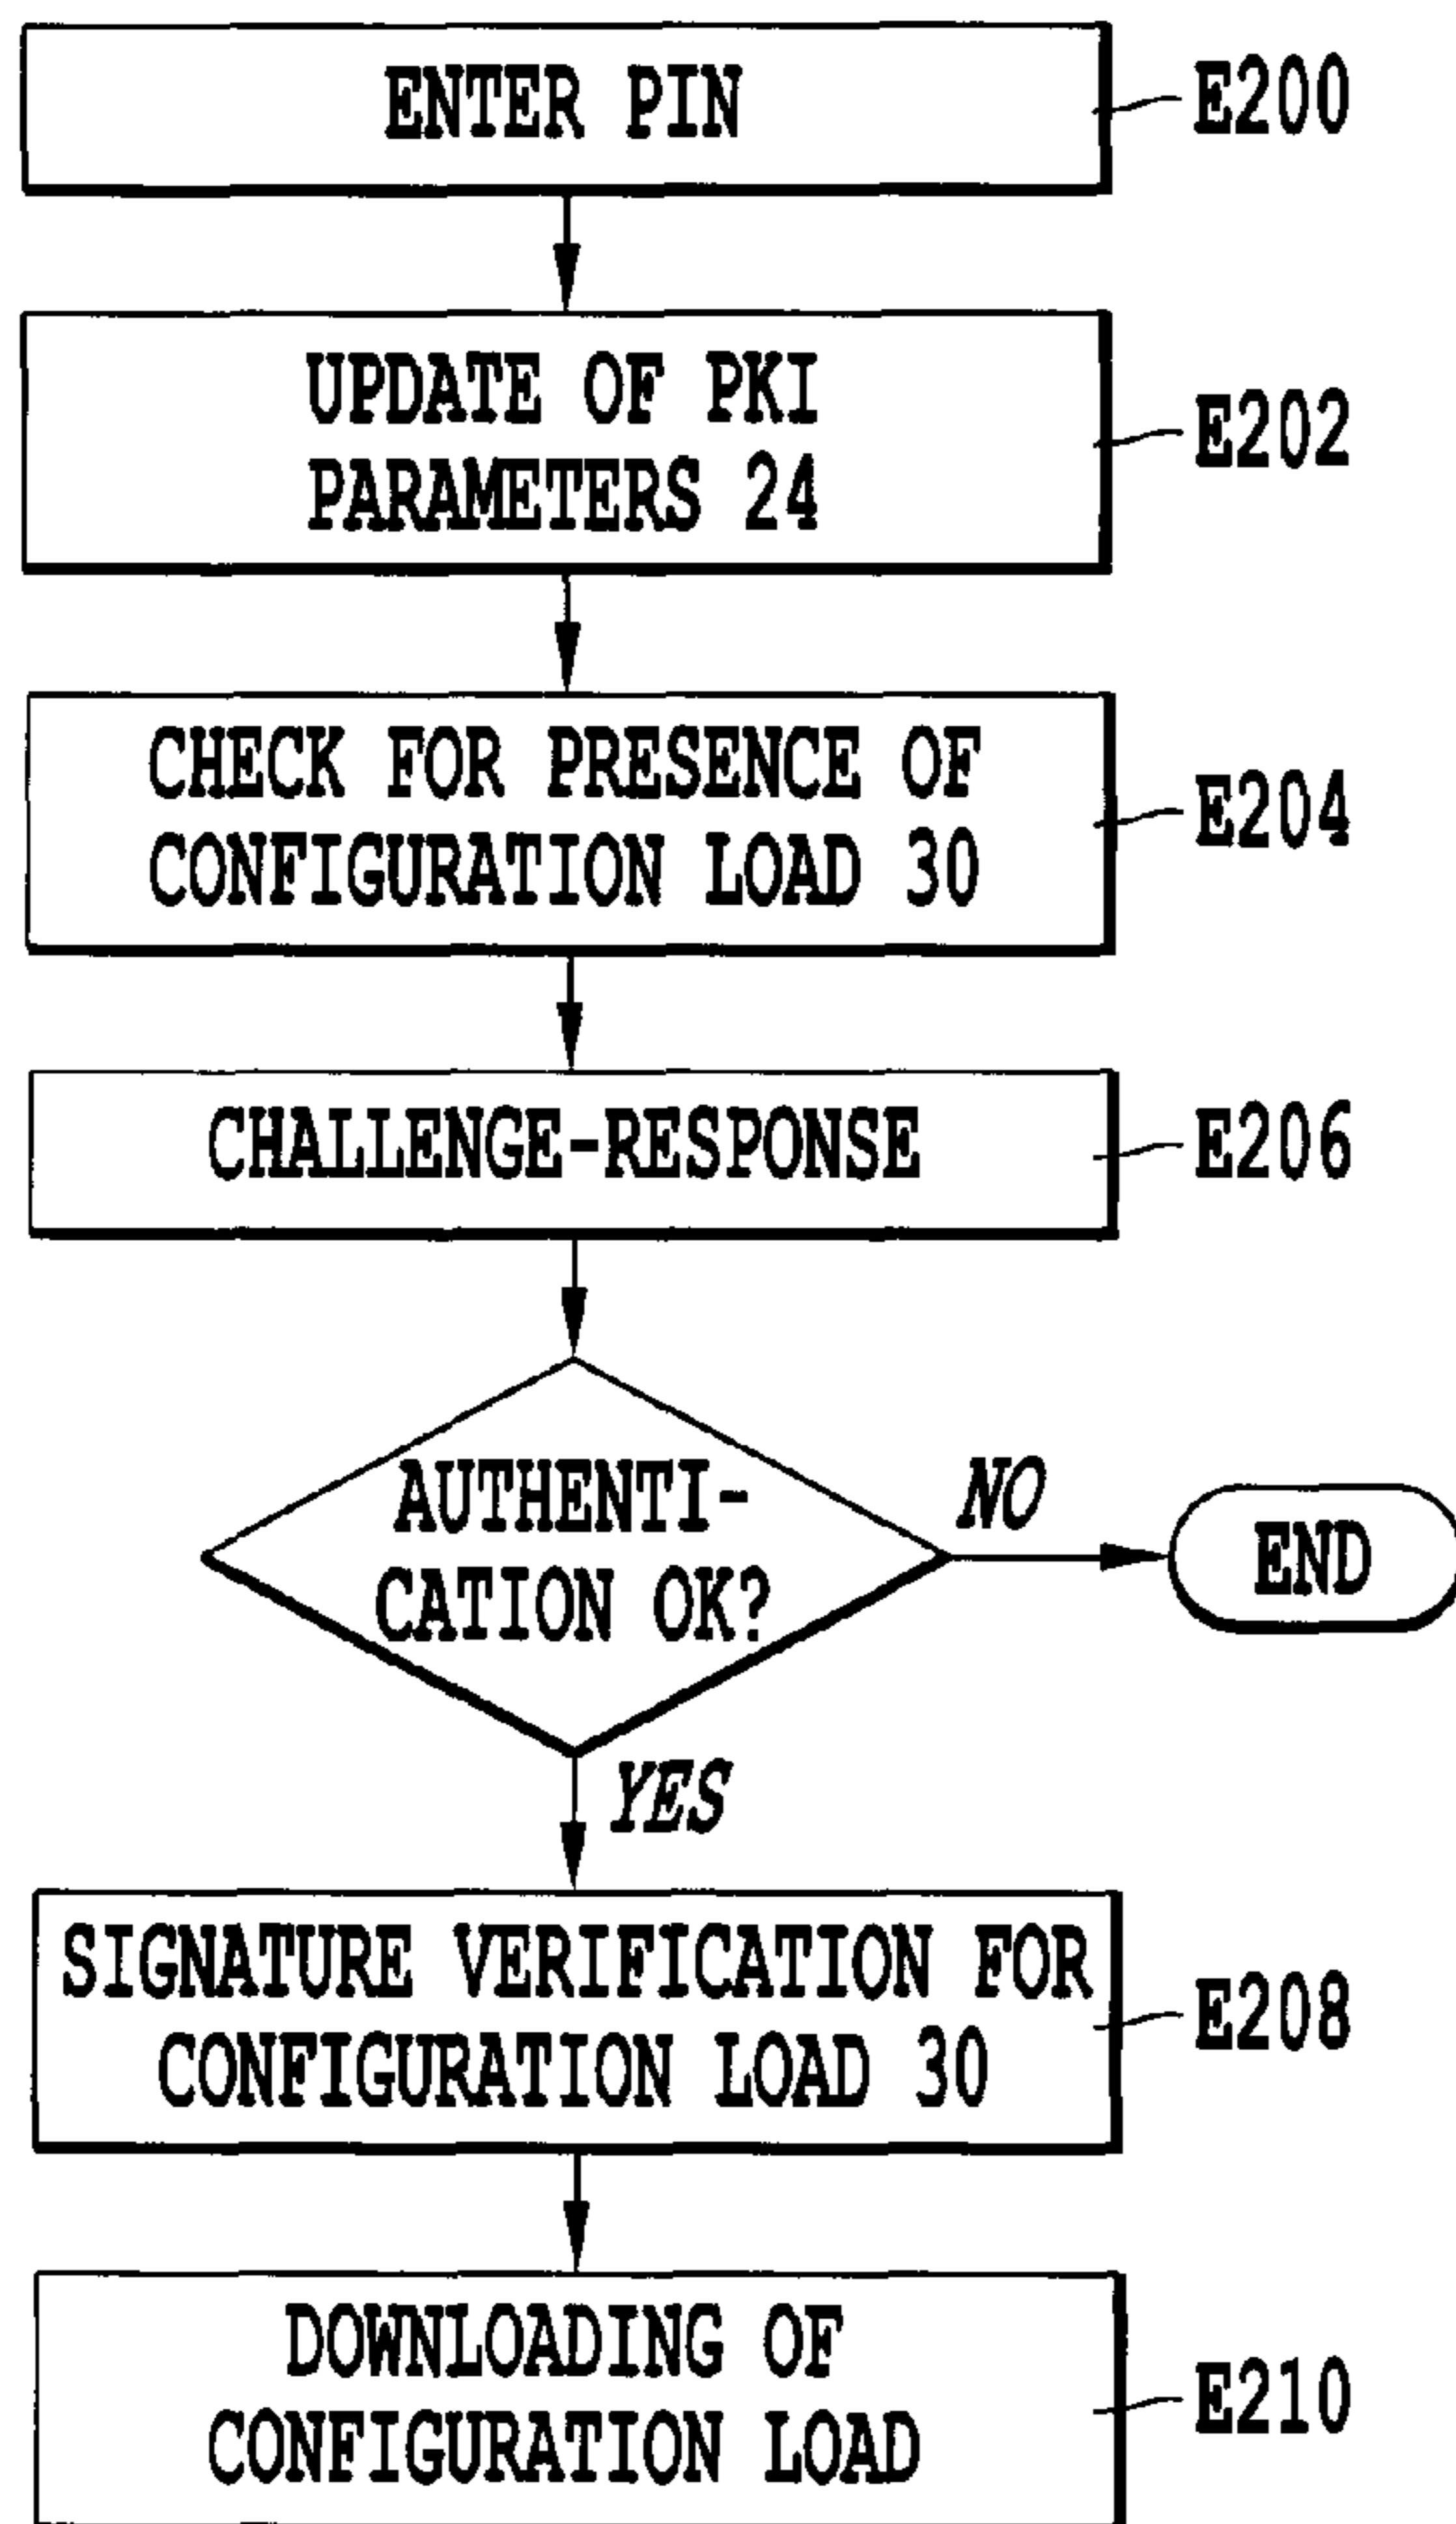 ENTER PIN
E200
UPDATE OF PKI
PARAMETERS 24
E202
CHECK FOR PRESENCE OF
CONFIGURATION LOAD 30
E204
CHALLENGE-RESPONSE
E206
AUTHENTI-
CATION OK?
NO
END
YES
SIGNATURE VERIFICATION FOR
CONFIGURATION LOAD 30
E208
DOWNLOADING OF
CONFIGURATION LOAD
E210